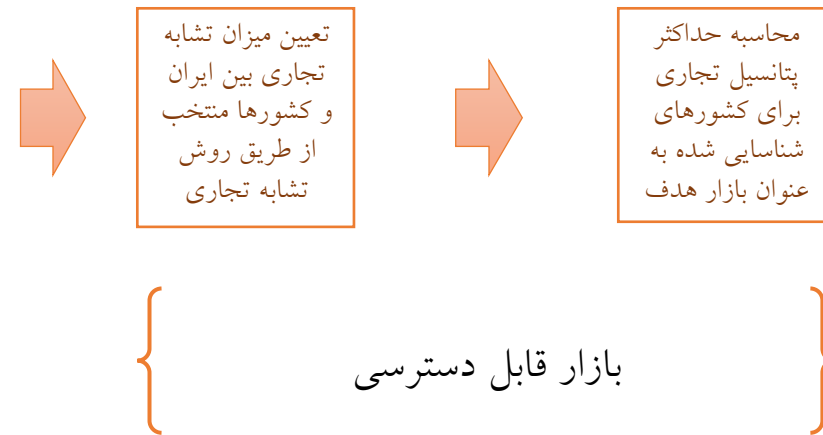 تعیین میزان تشابه
تجاری بین ایران
و کشورها منتخب
از طریق روش
تشابه تجاری
محاسبه حداکثر
پتانسیل تجاری
برای کشورهای
شناسایی شده به
عنوان بازار هدف
بازار قابل دسترسی